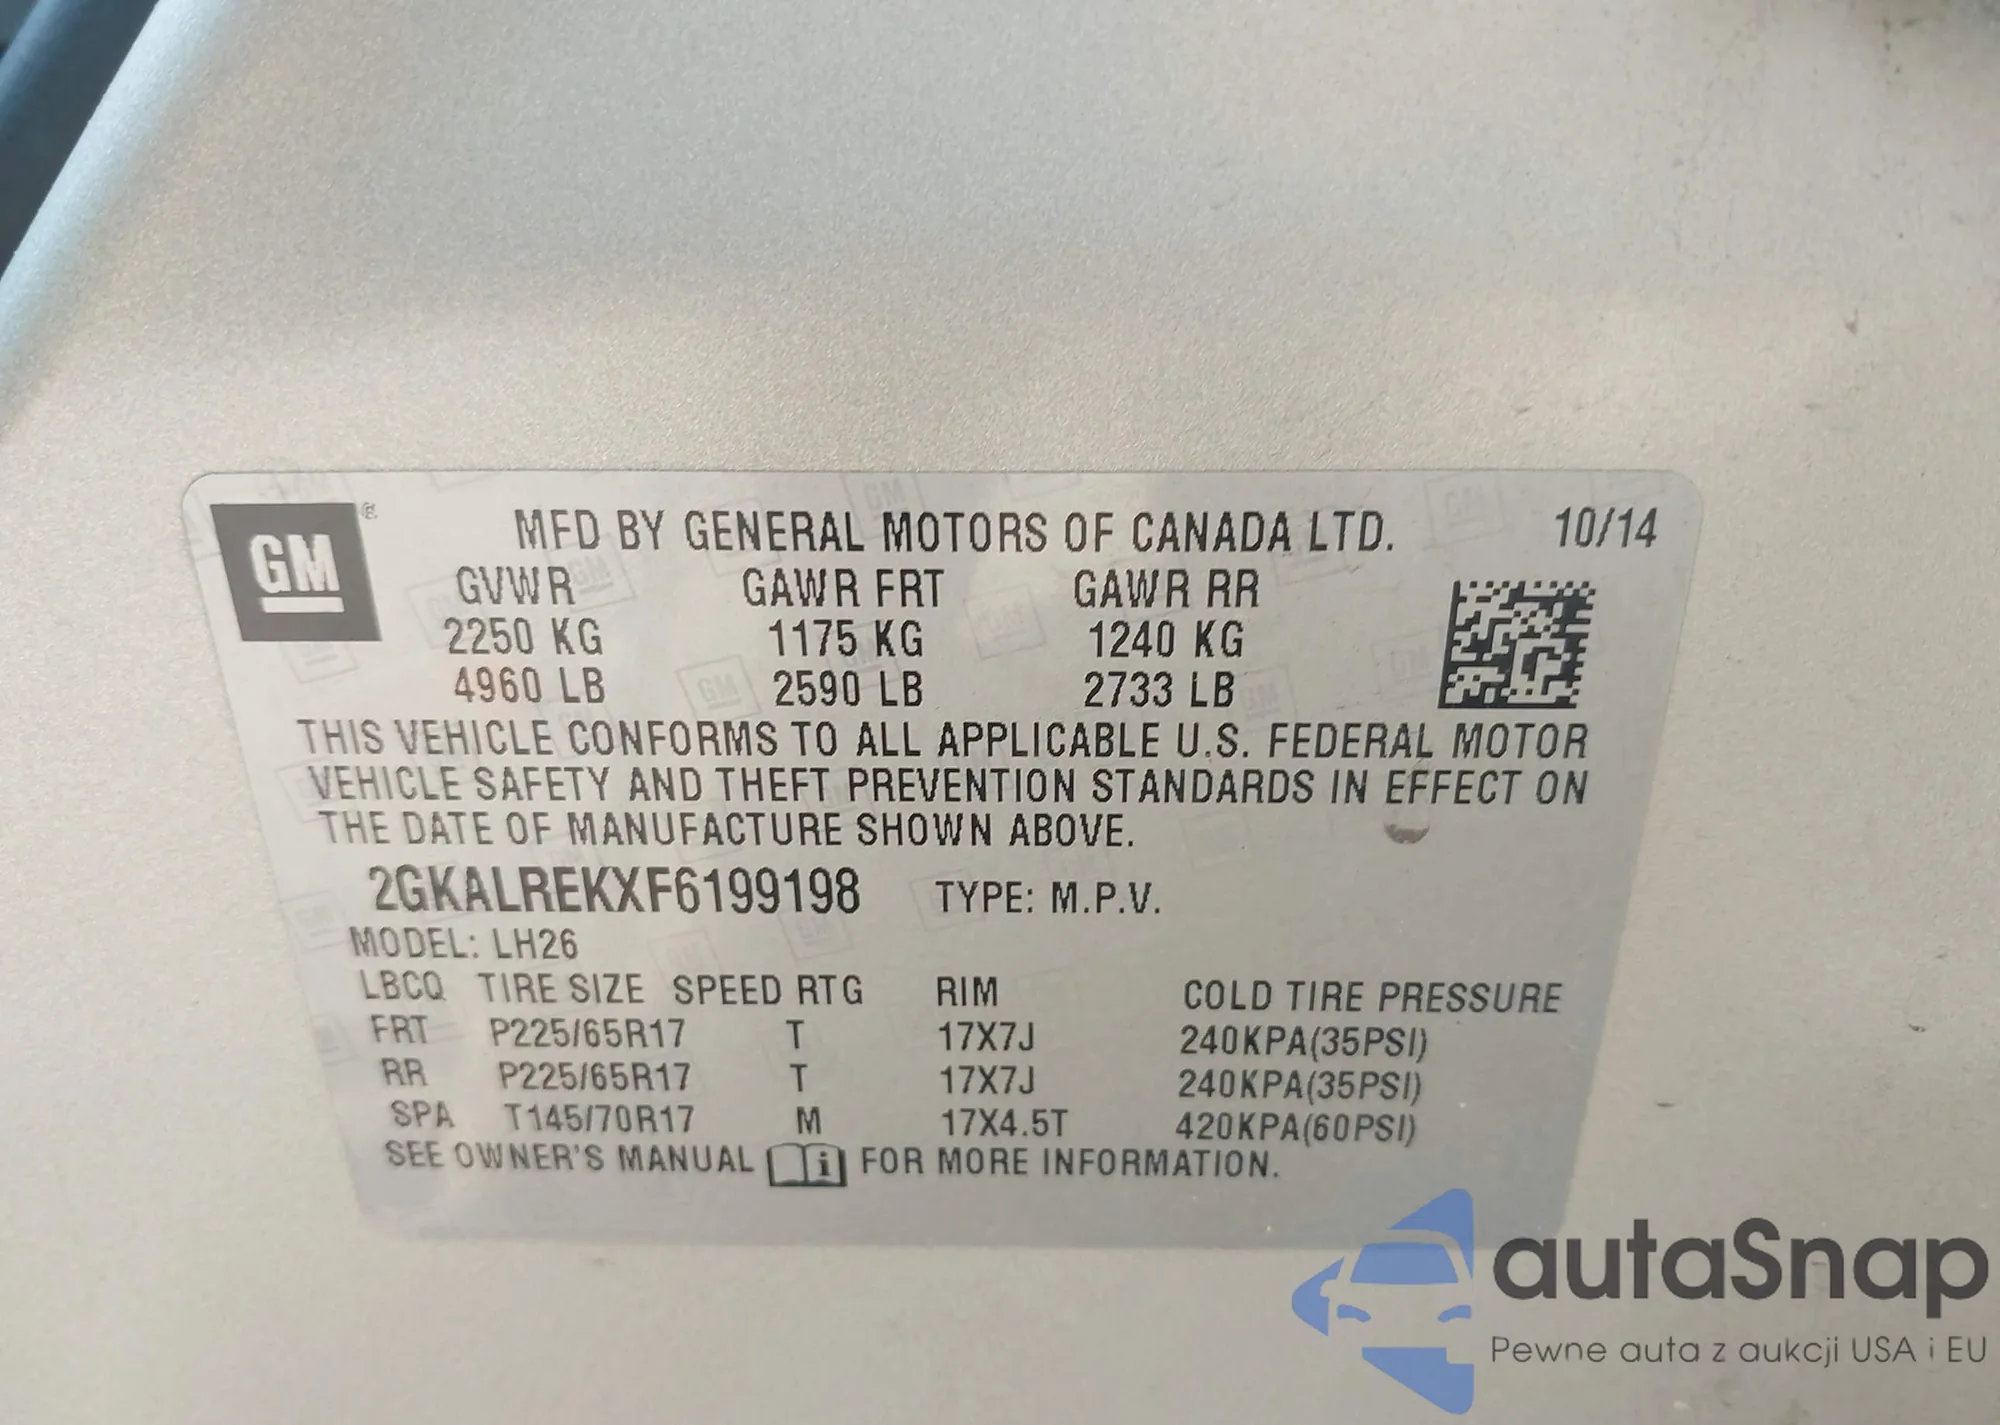 GM ®
MFD BY GENERAL MOTORS OF CANADA LTD. 10/14
GVWR GAWR FRT GAWR RR
2250 KG 1175 KG 1240 KG
4960 LB 2590 LB 2733 LB
THIS VEHICLE CONFORMS TO ALL APPLICABLE U.S. FEDERAL MOTOR
VEHICLE SAFETY AND THEFT PREVENTION STANDARDS IN EFFECT ON
THE DATE OF MANUFACTURE SHOWN ABOVE.
2GKALREKXF6199198 TYPE: M.P.V.
MODEL: LH26
LBCQ TIRE SIZE SPEED RTG RIM COLD TIRE PRESSURE
FRT P225/65R17 T 17X7J 240KPA(35PSI)
RR P225/65R17 T 17X7J 240KPA(35PSI)
SPA T145/70R17 M 17X4.5T 420KPA(60PSI)
SEE OWNER'S MANUAL i FOR MORE INFORMATION.
autaSnap
Pewne auta z aukcji USA i EU